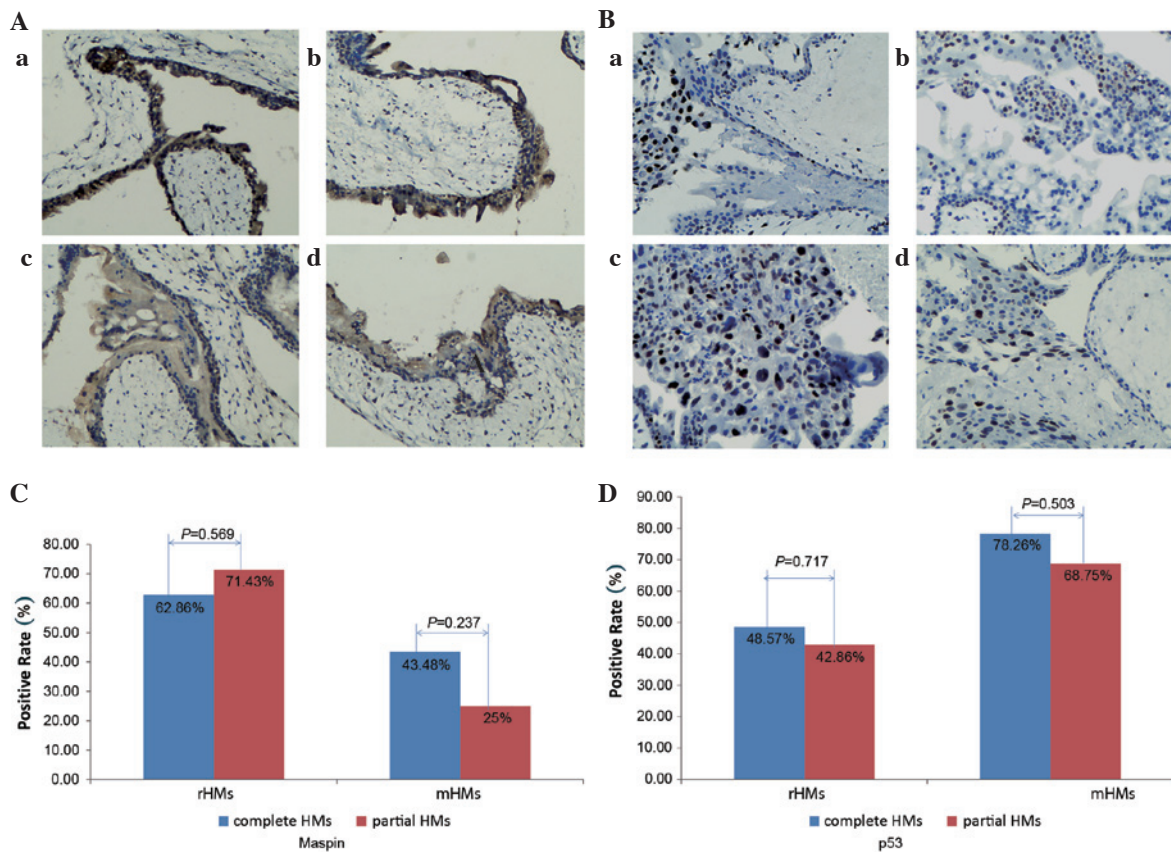 A
a
b
c
d
B
a
b
c
d
C
Positive Rate (%)
80.00
70.00
60.00
50.00
40.00
30.00
20.00
10.00
0.00
P=0.569
62.86%
71.43%
P=0.237
43.48%
25%
rHMs
mHMs
complete HMs
partial HMs
Maspin
D
Positive Rate (%)
90.00
80.00
70.00
60.00
50.00
40.00
30.00
20.00
10.00
0.00
P=0.717
48.57%
42.86%
P=0.503
78.26%
68.75%
rHMs
mHMs
complete HMs
partial HMs
p53